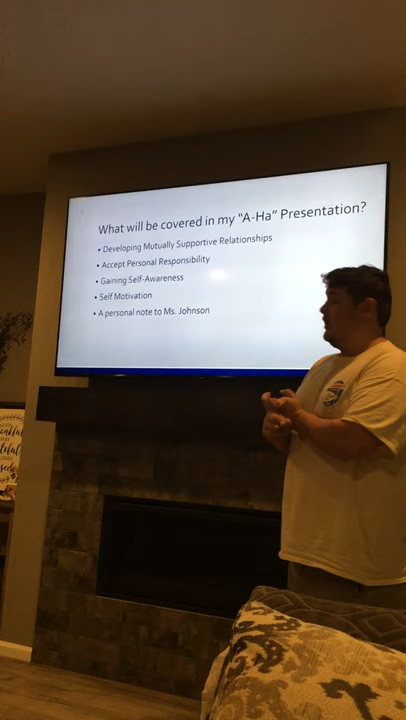 What will be covered in my "A-Ha" Presentation?
• Developing Mutually Supportive Relationships
• Accept Personal Responsibility
• Gaining Self-Awareness
• Self Motivation
• A personal note to Ms. Johnson